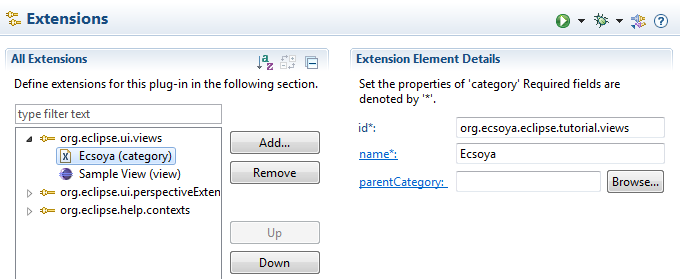 Extensions
All Extensions
Define extensions for this plug-in in the following section.
type filter text
org.eclipse.ui.views
Ecsoya (category)
Sample View (view)
org.eclipse.ui.perspectiveExten
org.eclipse.help.contexts
Add...
Remove
Up
Down
Extension Element Details
Set the properties of 'category' Required fields are
denoted by '*'.
id*: org.ecsoya.eclipse.tutorial.views
name*: Ecsoya
parentCategory: Browse...